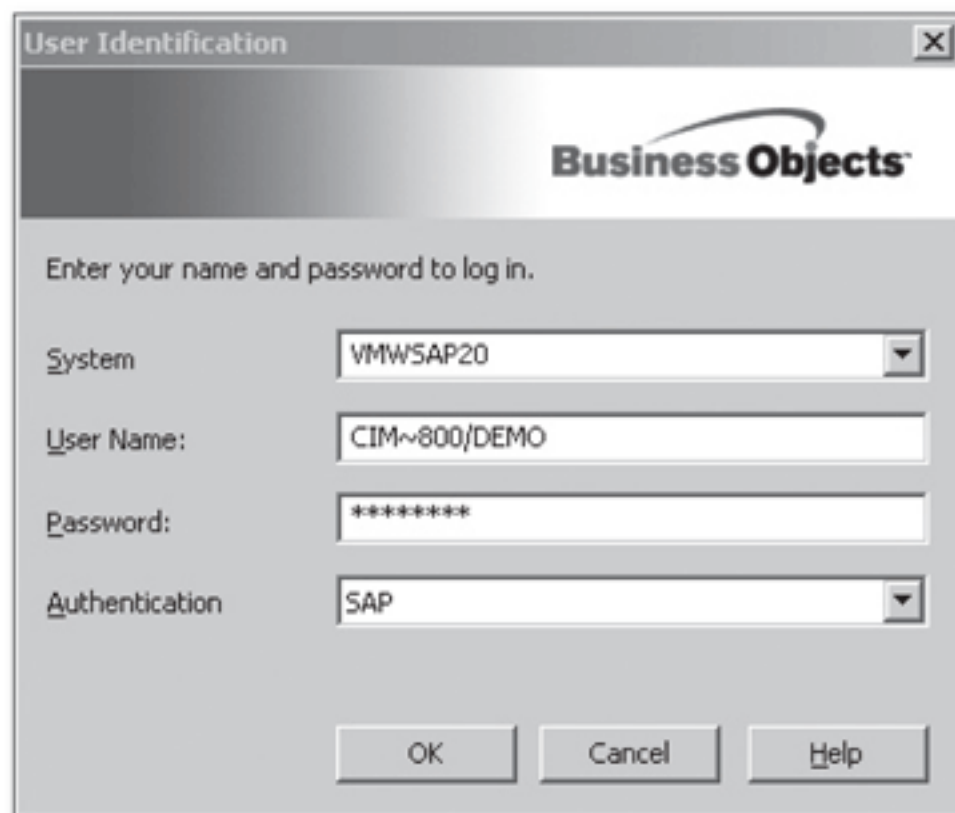 User Identification
Business Objects™
Enter your name and password to log in.
System
VMWSAP20
User Name:
CIM~800/DEMO
Password:
********
Authentication
SAP
OK
Cancel
Help